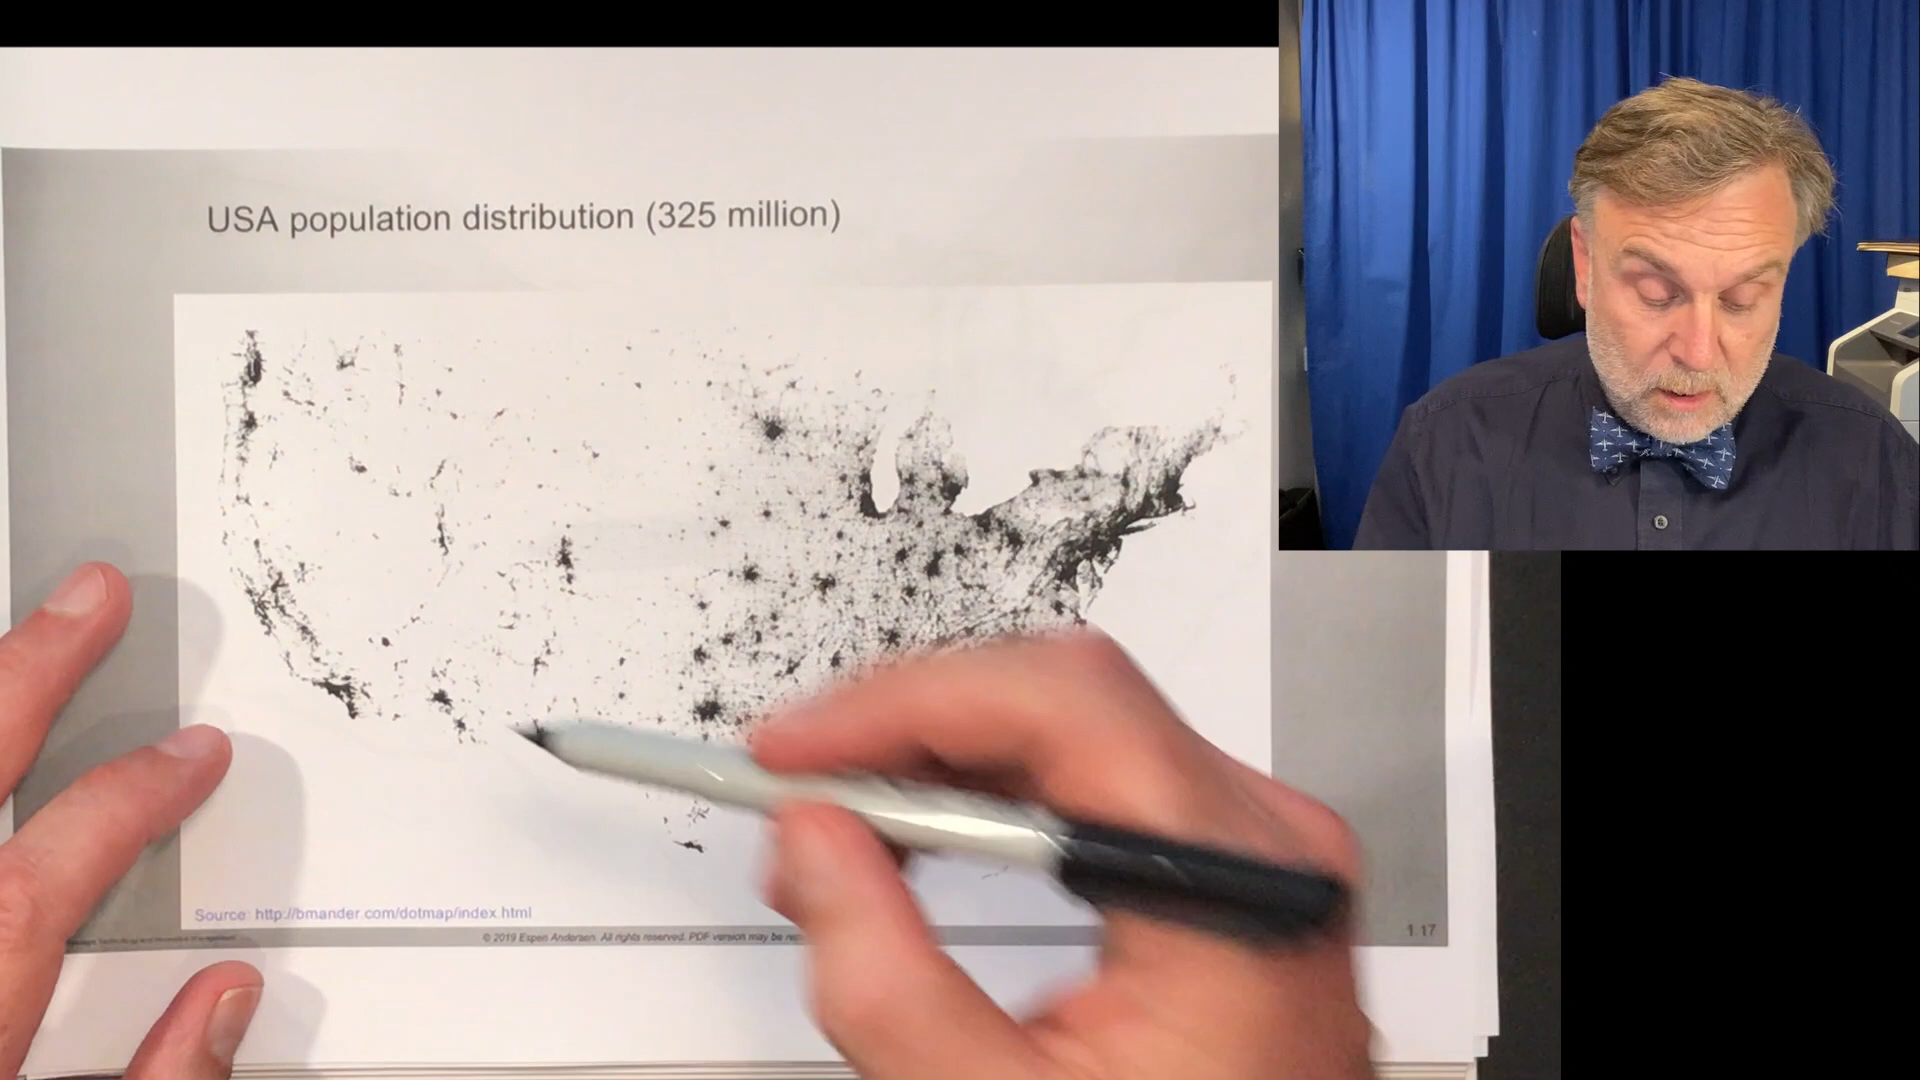 USA population distribution (325 million)
Source: http://bmander.com/dotmap/index.html
© 2019 Espen Andersen. All rights reserved. PDF version may be
1.17